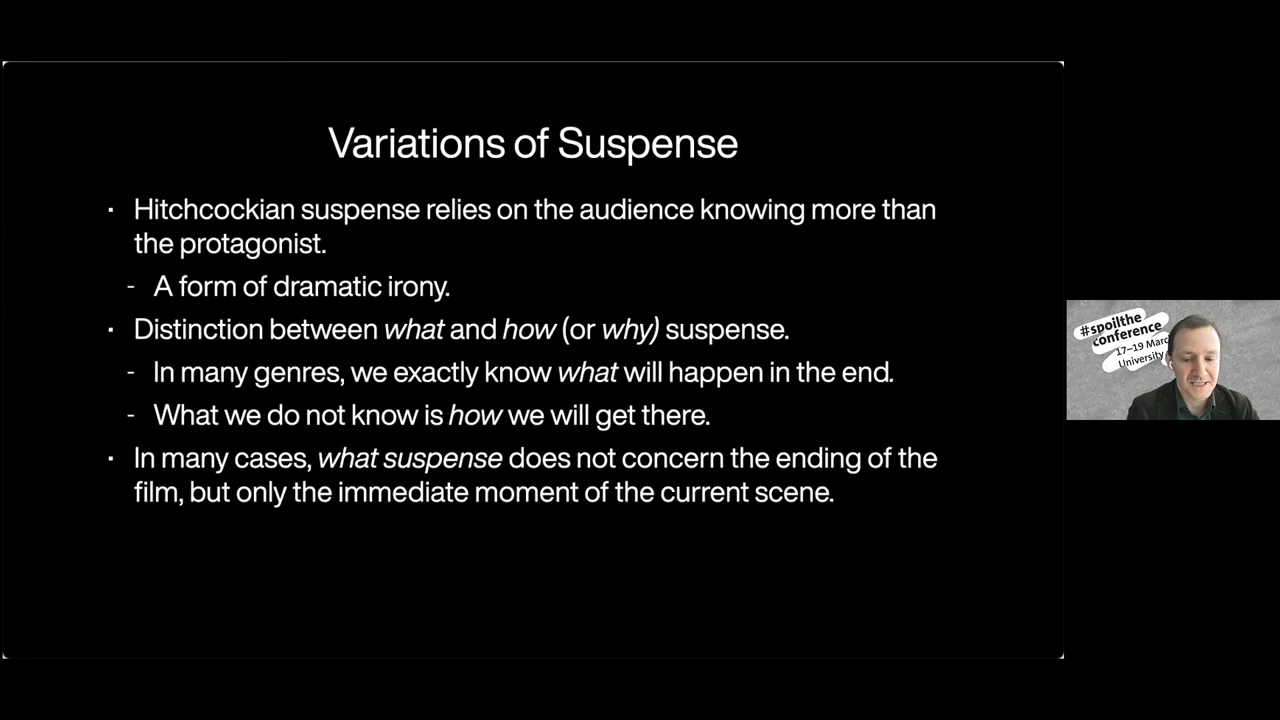 Variations of Suspense
· Hitchcockian suspense relies on the audience knowing more than
the protagonist.
- A form of dramatic irony.
· Distinction between what and how (or why) suspense.
- In many genres, we exactly know what will happen in the end.
- What we do not know is how we will get there.
· In many cases, what suspense does not concern the ending of the
film, but only the immediate moment of the current scene.
#spoilthe
conference
17–19 Marc
University